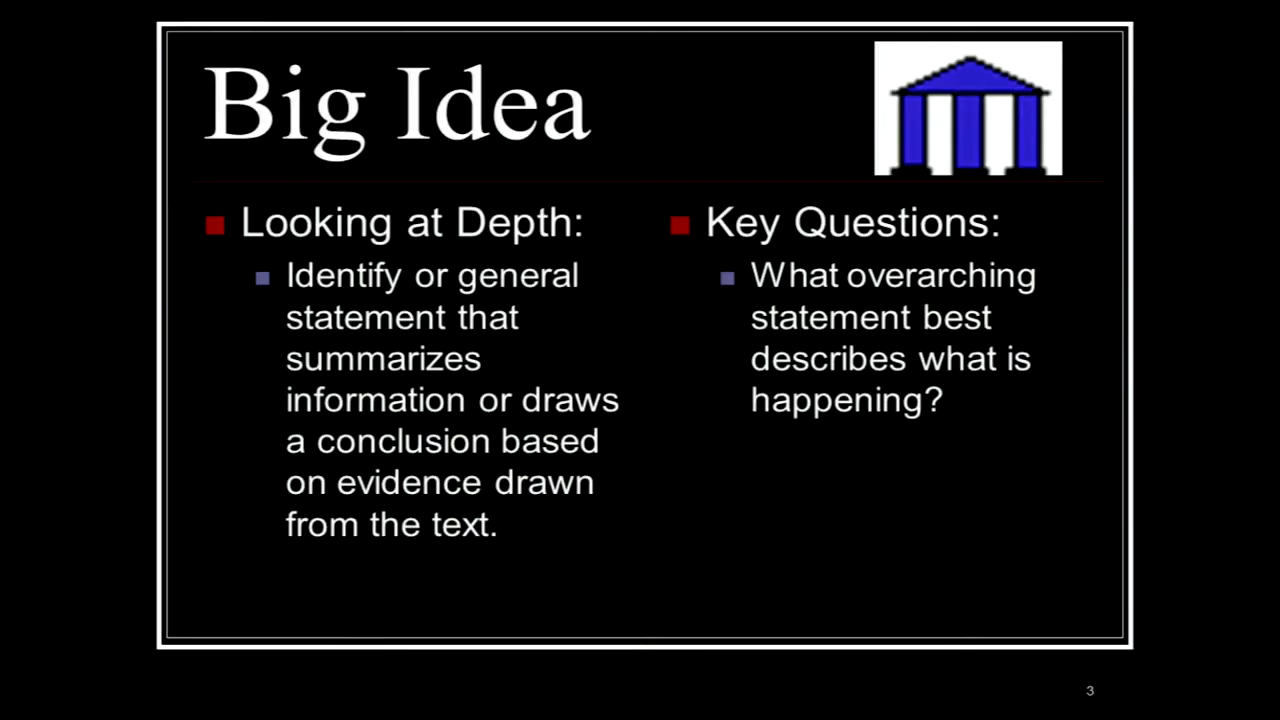 Big Idea
Looking at Depth:
Identify or general
statement that
summarizes
information or draws
a conclusion based
on evidence drawn
from the text.
Key Questions:
What overarching
statement best
describes what is
happening?
3